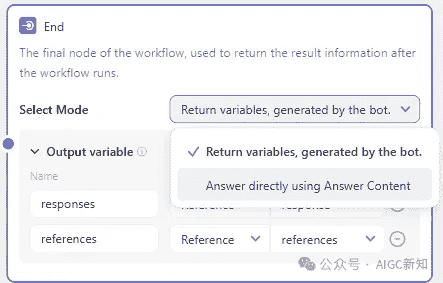 End
The final node of the workflow, used to return the result information after
the workflow runs.
Select Mode
Return variables, generated by the bot.
Return variables, generated by the bot.
Output variable
Answer directly using Answer Content
Name
responses
Reference
response
references
Reference
references
公众号 · AIGC新知